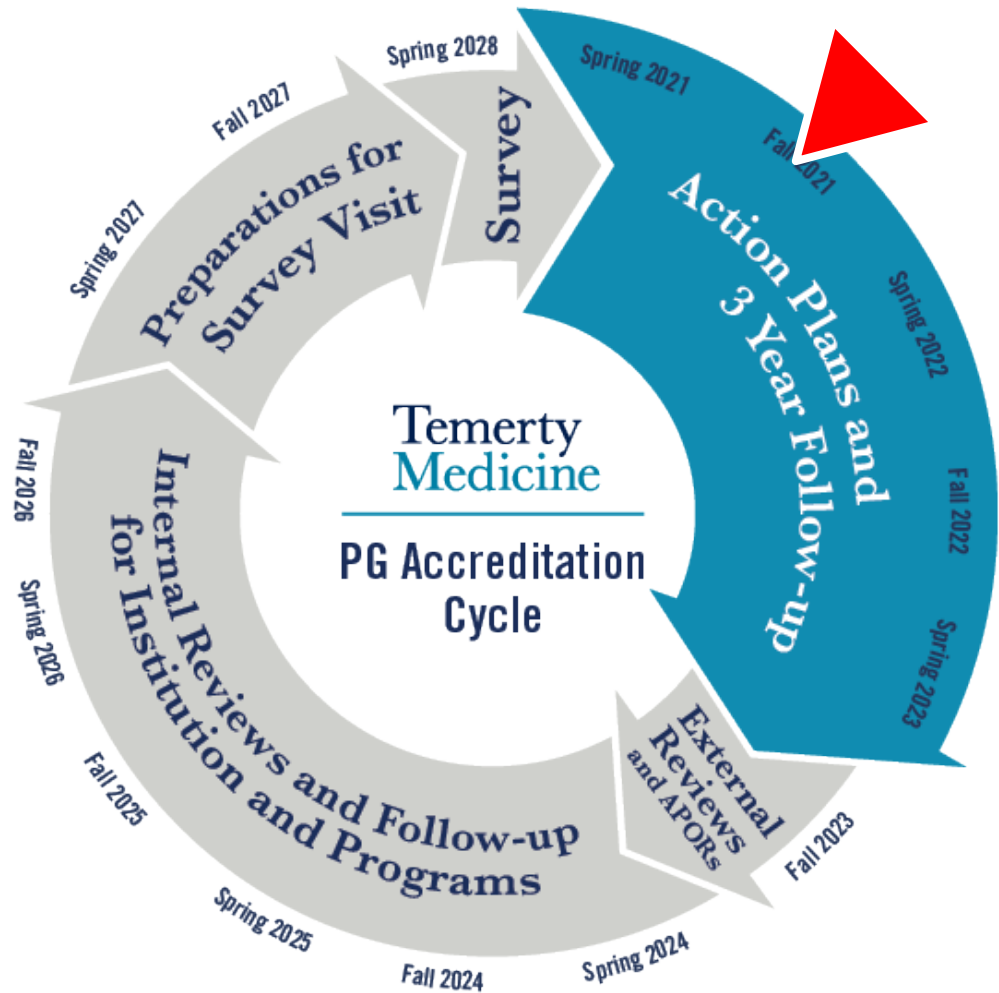 Spring 2028
Spring 2021
Fall 2021
Spring 2022
Fall 2022
Spring 2023
Fall 2023
Spring 2024
Fall 2024
Spring 2025
Fall 2025
Spring 2026
Fall 2026
Spring 2027
Fall 2027
Survey
Action Plans and
3 Year Follow-up
External
Reviews
and APORs
Internal Reviews and Follow-up
for Institution and Programs
Preparations for
Survey Visit
Temerty
Medicine
PG Accreditation
Cycle